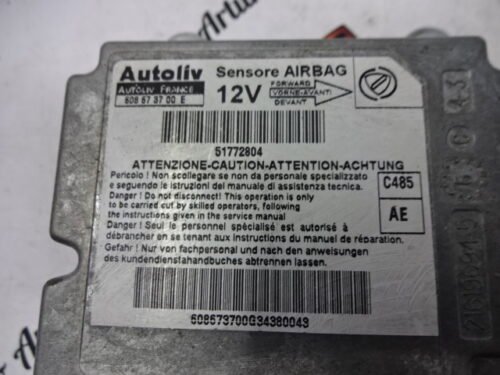 Autoliv
AUTOLIV FRANCE
608 67 37 00 E
Sensore AIRBAG
12V
FORWARD
VORNE-AVANTI
DEVANT
51772804
ATTENZIONE-CAUTION-ATTENTION-ACHTUNG
Pericolo ! Non scollegare se non da personale specializzato
e seguendo le istruzioni del manuale di assistenza tecnica.
Danger ! Do not disconnect! This operation is only
to be carried cut by skilled operators, following
the instructions given in the service manual
Danger ! Seul le personnel spécialisé est autorisé à
débrancher en se tenant aux instructions du manuel de réparation.
Gefahr ! Nur von fachpersonal und nach den anweisungen
des kundendiensthandbuches abtrennen lassen.
C485
AE
608673700G34380049